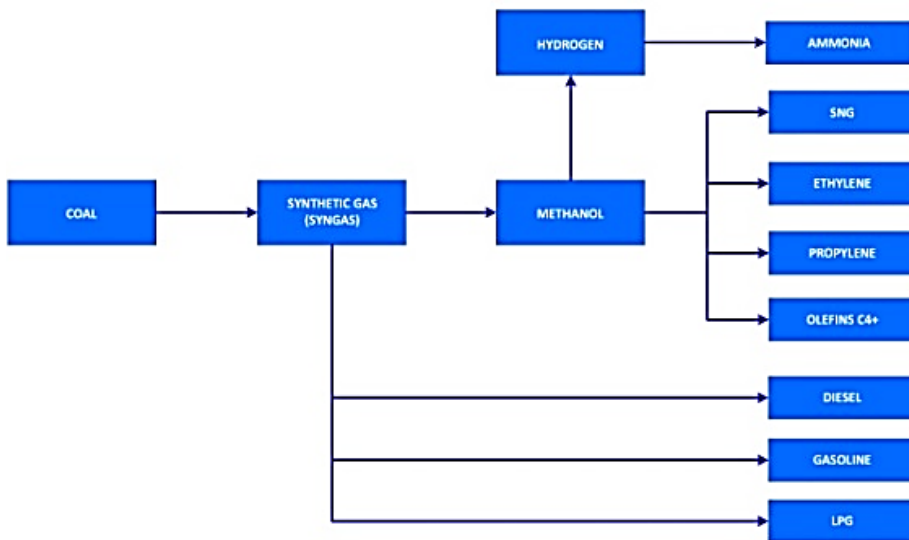 HYDROGEN
AMMONIA
SNG
ETHYLENE
COAL
SYNTHETIC GAS
(SYNGAS)
METHANOL
PROPYLENE
OLEFINS C4+
DIESEL
GASOLINE
LPG